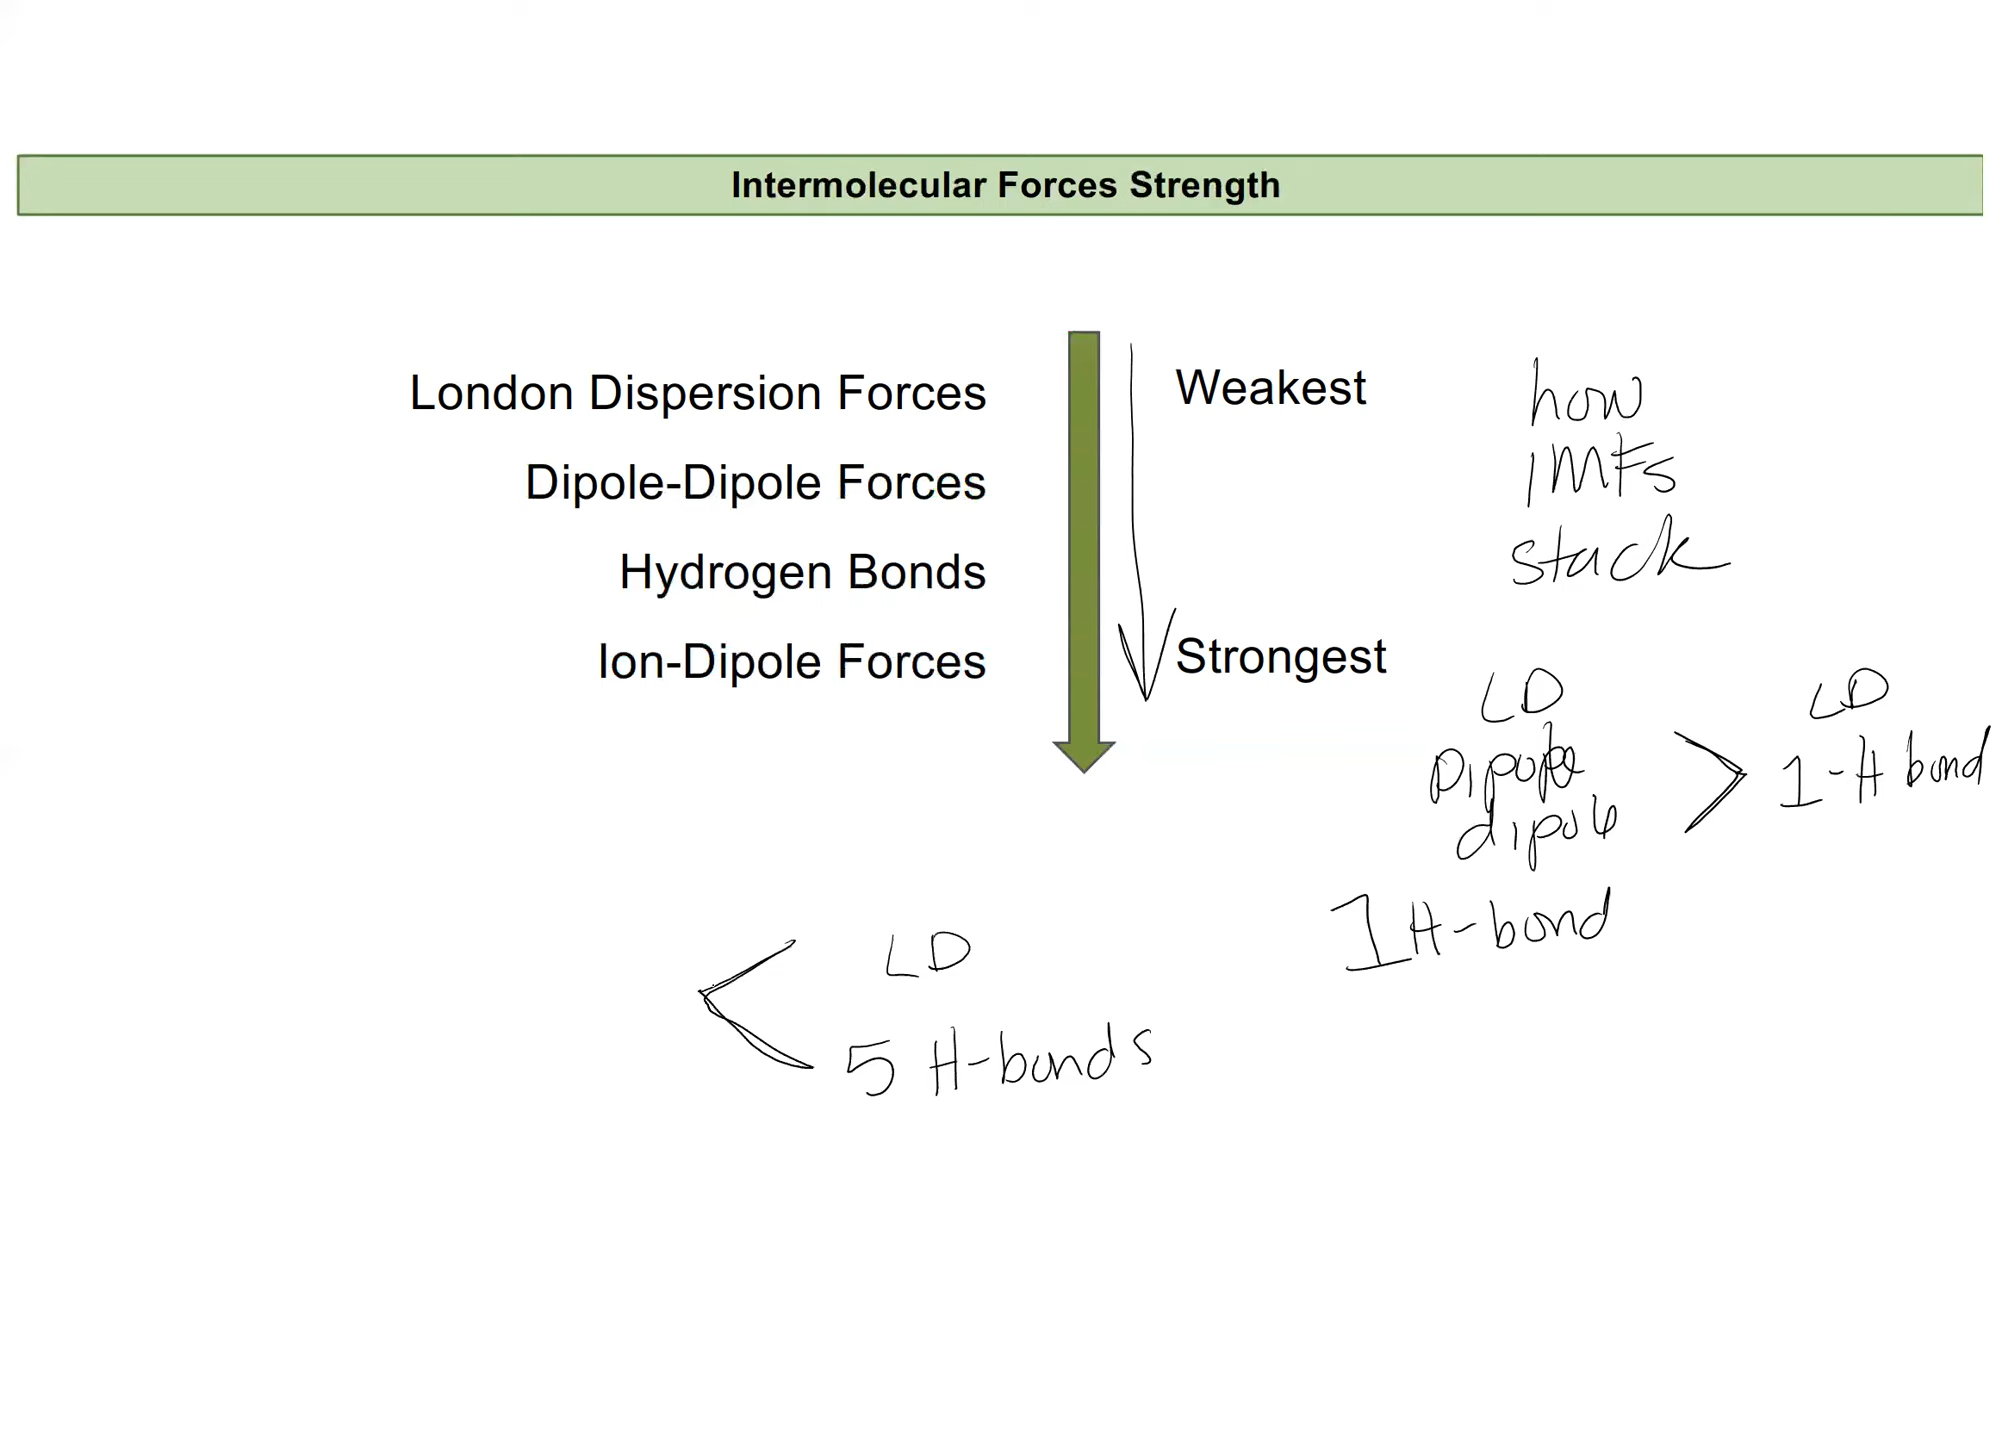 Intermolecular Forces Strength
London Dispersion Forces
Dipole-Dipole Forces
Hydrogen Bonds
Ion-Dipole Forces
Weakest
Strongest
how
IMFs
stack
LD
Dipole
dipole
1 H-bond
>
LD
1-H bond
<
LD
5 H-bonds